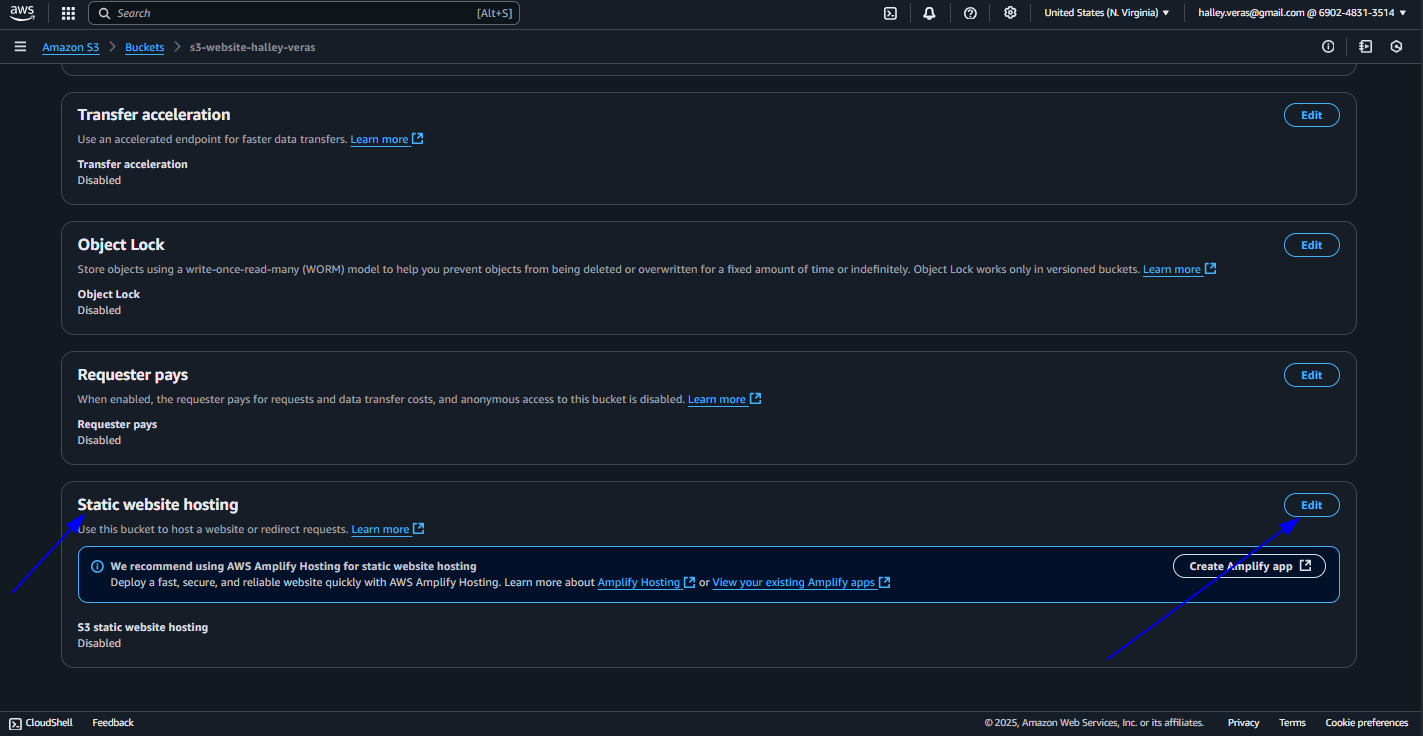 aws
Search [Alt+S]
United States (N. Virginia) halley.veras@gmail.com @ 6902-4831-3514
Amazon S3 Buckets s3-website-halley-veras
Transfer acceleration
Edit
Use an accelerated endpoint for faster data transfers. Learn more
Transfer acceleration
Disabled
Object Lock
Edit
Store objects using a write-once-read-many (WORM) model to help you prevent objects from being deleted or overwritten for a fixed amount of time or indefinitely. Object Lock works only in versioned buckets. Learn more
Object Lock
Disabled
Requester pays
Edit
When enabled, the requester pays for requests and data transfer costs, and anonymous access to this bucket is disabled. Learn more
Requester pays
Disabled
Static website hosting
Edit
Use this bucket to host a website or redirect requests. Learn more
We recommend using AWS Amplify Hosting for static website hosting
Create Amplify app
Deploy a fast, secure, and reliable website quickly with AWS Amplify Hosting. Learn more about Amplify Hosting or View your existing Amplify apps
S3 static website hosting
Disabled
CloudShell Feedback
© 2025, Amazon Web Services, Inc. or its affiliates. Privacy Terms Cookie preferences